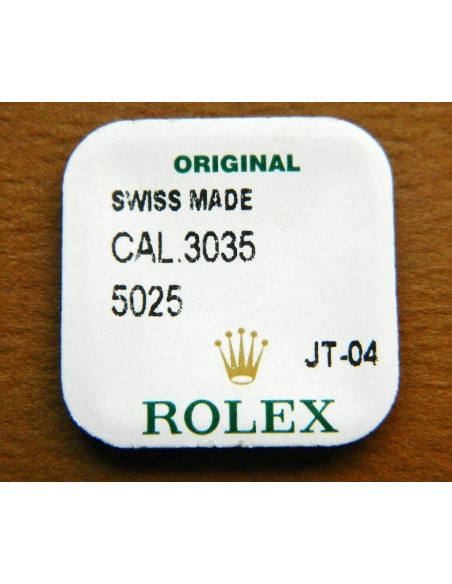 ORIGINAL
SWISS MADE
CAL.3035
5025
JT-04
ROLEX